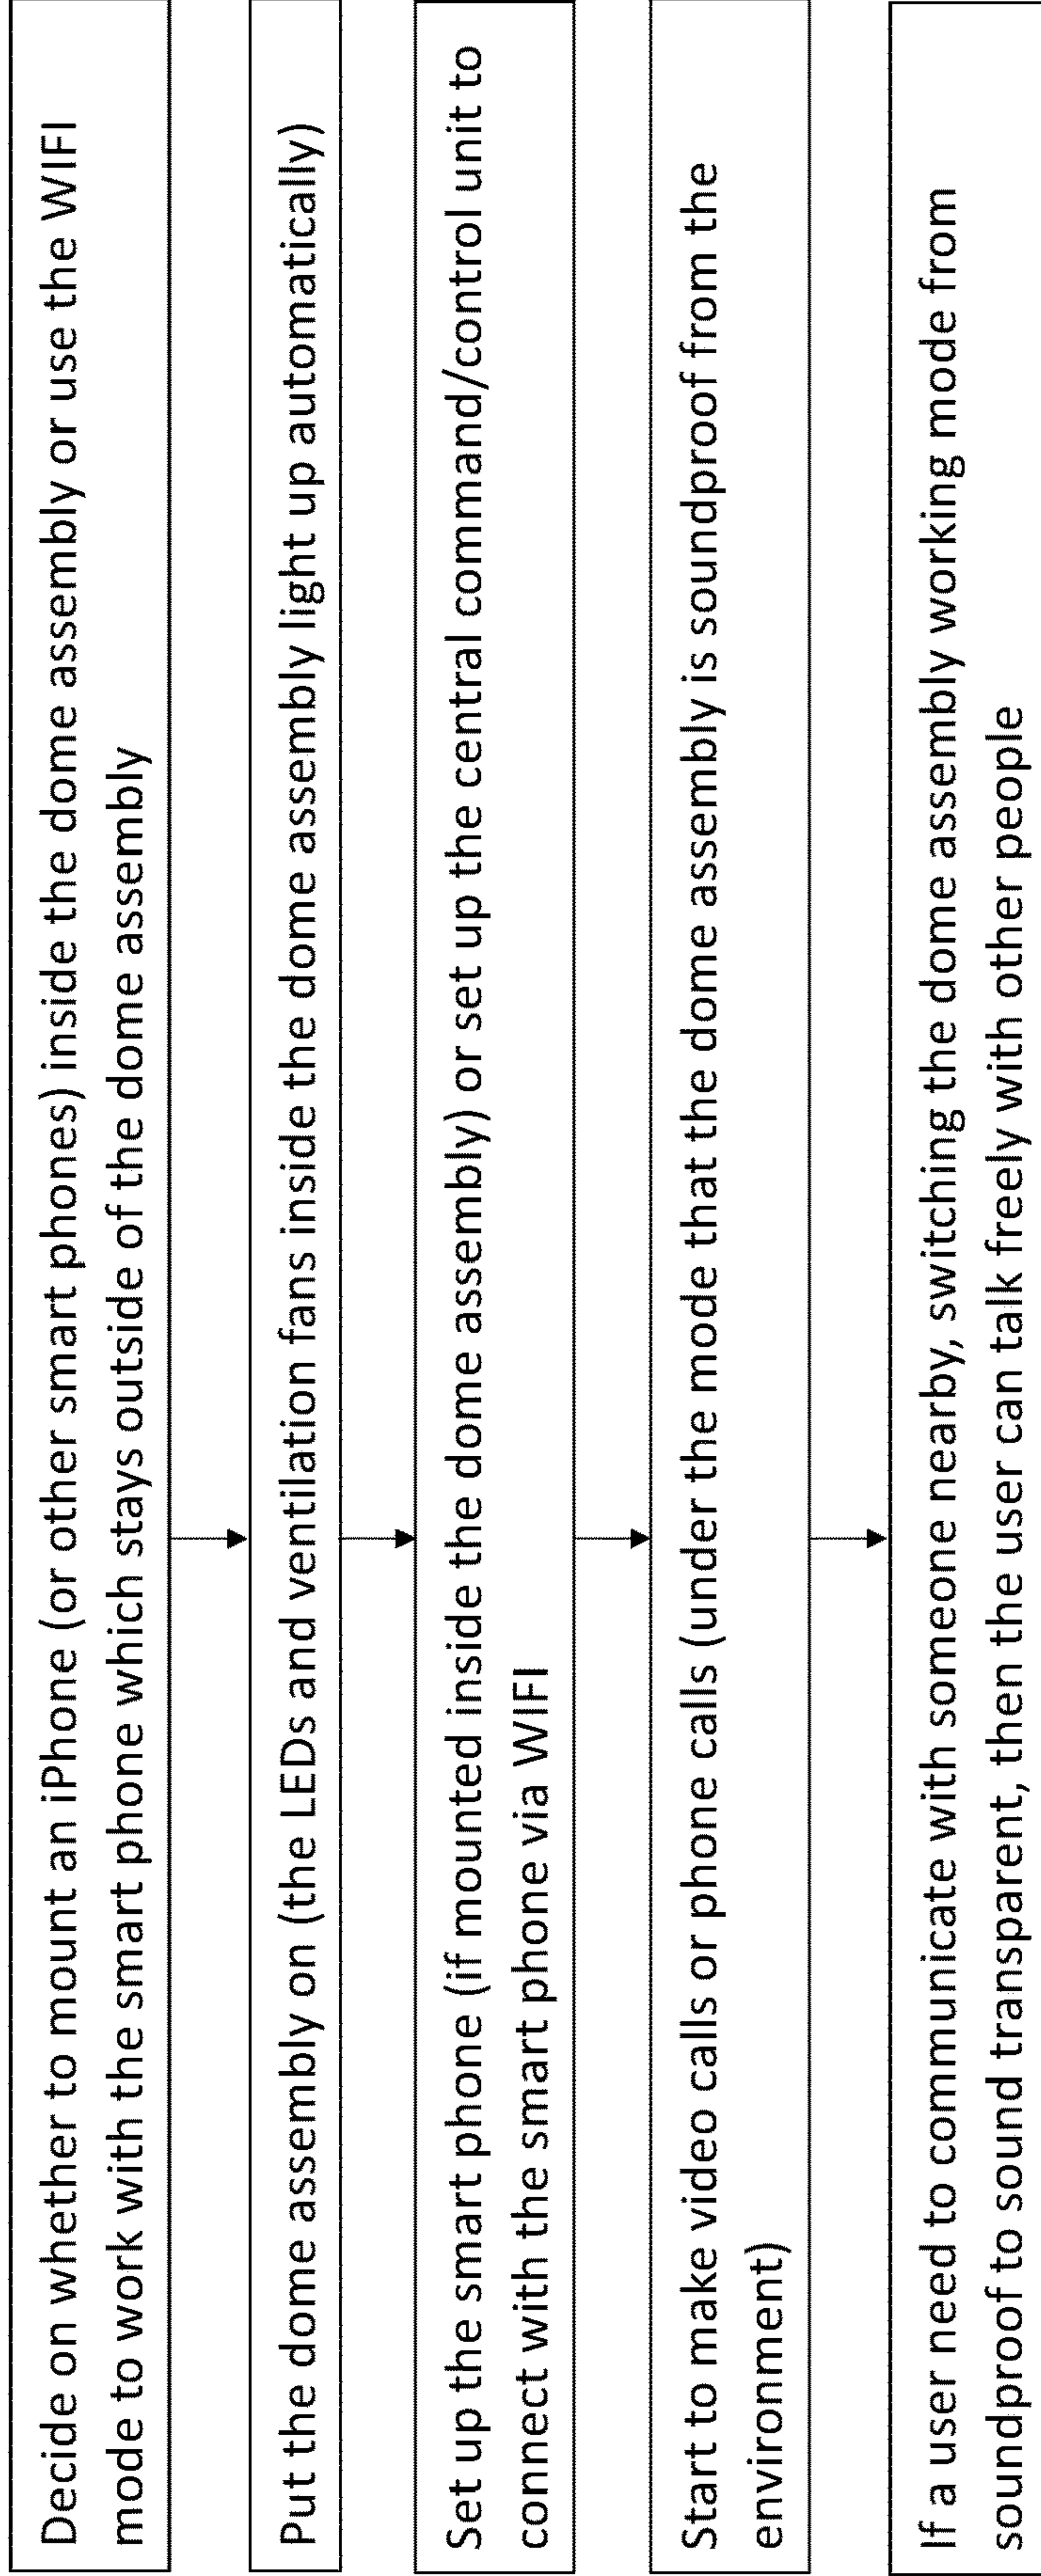 Decide on whether to mount an iPhone (or other smart phones) inside the dome assembly or use the WIFI
mode to work with the smart phone which stays outside of the dome assembly
Put the dome assembly on (the LEDs and ventilation fans inside the dome assembly light up automatically)
Set up the smart phone (if mounted inside the dome assembly) or set up the central command/control unit to
connect with the smart phone via WIFI
Start to make video calls or phone calls (under the mode that the dome assembly is soundproof from the
environment)
If a user need to communicate with someone nearby, switching the dome assembly working mode from
soundproof to sound transparent, then the user can talk freely with other people